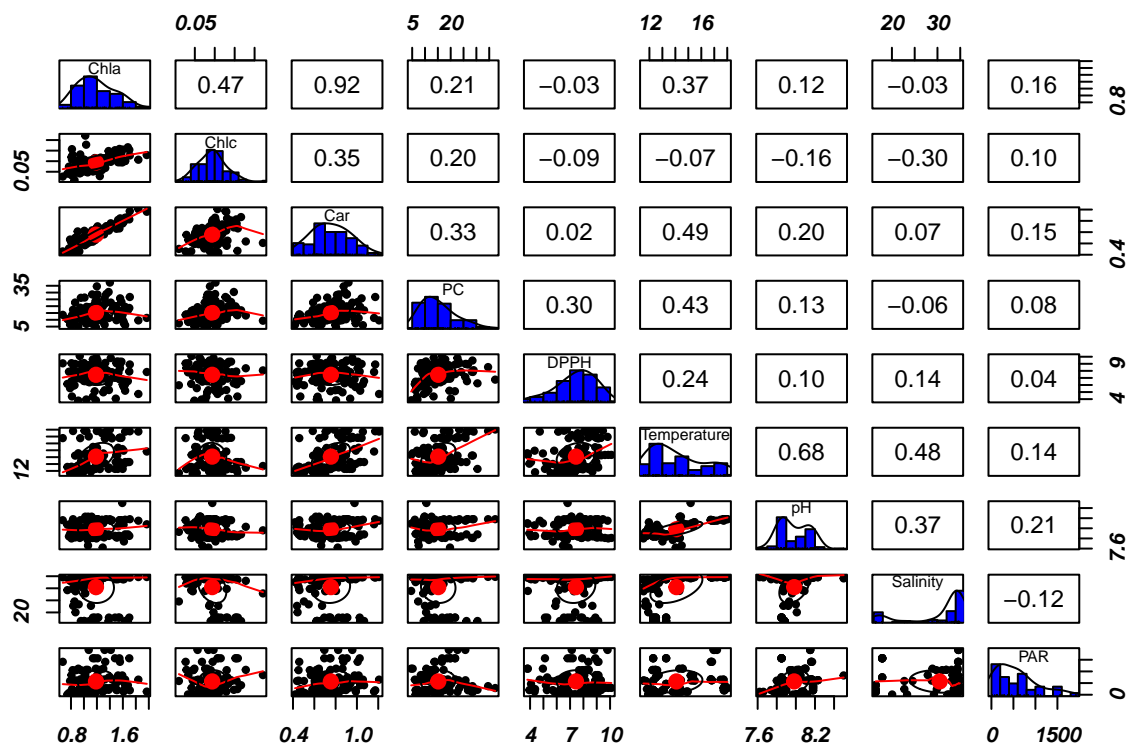 0.05 5 20 12 16 20 30
Chla 0.47 0.92 0.21 −0.03 0.37 0.12 −0.03 0.16 0.8
0.05 Chlc 0.35 0.20 −0.09 −0.07 −0.16 −0.30 0.10
Car 0.33 0.02 0.49 0.20 0.07 0.15 0.4
5 35 PC 0.30 0.43 0.13 −0.06 0.08
DPPH 0.24 0.10 0.14 0.04 4 9
12 Temperature 0.68 0.48 0.14
pH 0.37 0.21 7.6
20 Salinity −0.12
PAR 0
0.8 1.6 0.4 1.0 4 7 10 7.6 8.2 0 1500